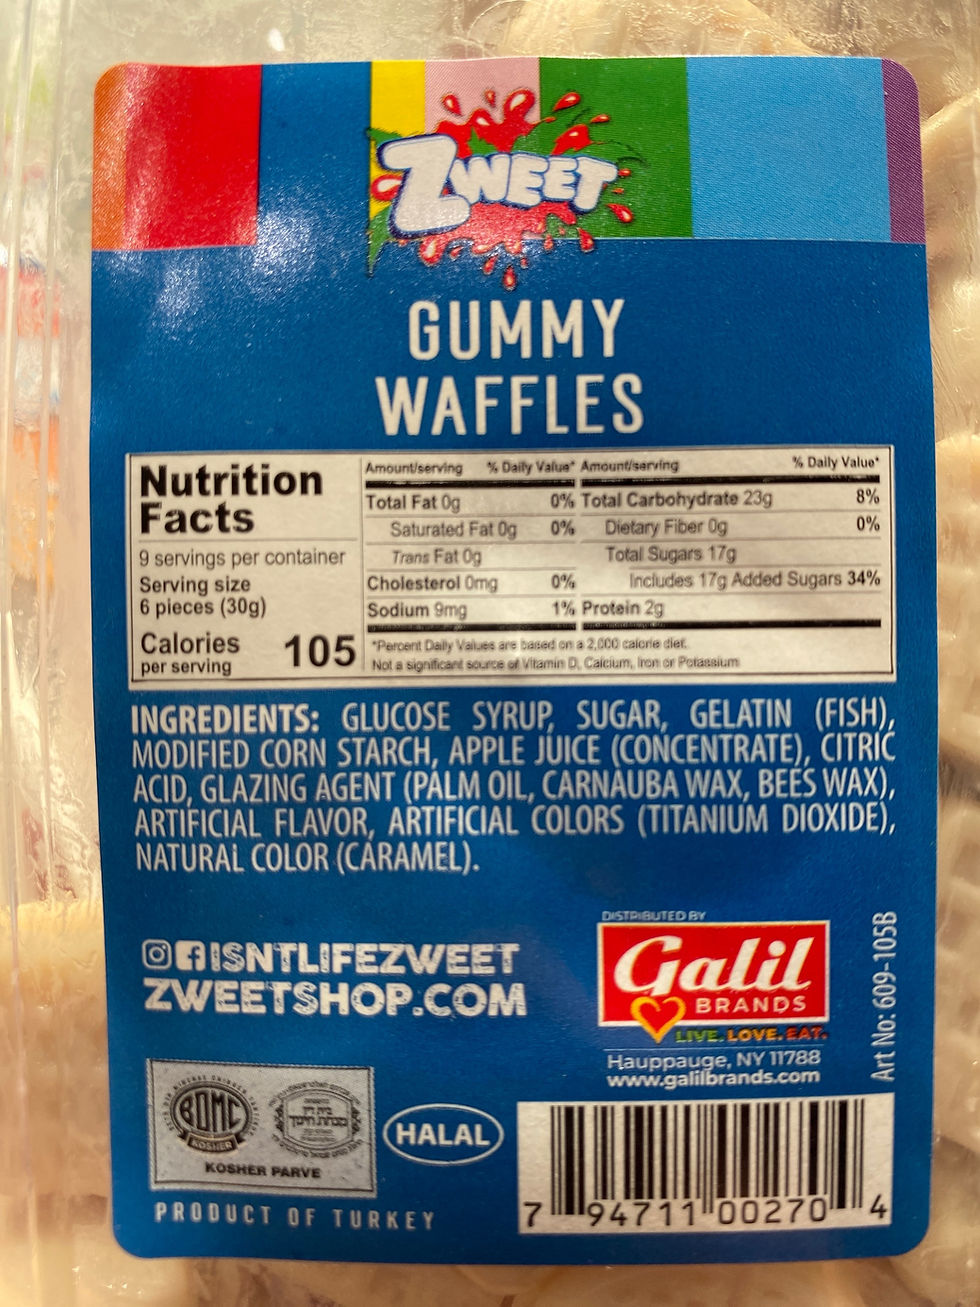 ZWEET
GUMMY
WAFFLES
Nutrition
Facts
9 servings per container
Serving size
6 pieces (30g)
Calories
per serving
105
Amount/serving % Daily Value*
Total Fat 0g 0%
Saturated Fat 0g 0%
Trans Fat 0g
Cholesterol 0mg 0%
Sodium 9mg 1%
Amount/serving % Daily Value*
Total Carbohydrate 23g 8%
Dietary Fiber 0g 0%
Total Sugars 17g
Includes 17g Added Sugars 34%
Protein 2g
*Percent Daily Values are based on a 2,000 calorie diet.
Not a significant source of Vitamin D, Calcium, Iron or Potassium
INGREDIENTS: GLUCOSE SYRUP, SUGAR, GELATIN (FISH),
MODIFIED CORN STARCH, APPLE JUICE (CONCENTRATE), CITRIC
ACID, GLAZING AGENT (PALM OIL, CARNAUBA WAX, BEES WAX),
ARTIFICIAL FLAVOR, ARTIFICIAL COLORS (TITANIUM DIOXIDE),
NATURAL COLOR (CARAMEL).
ISNTLIFEZWEET
ZWEETSHOP.COM
DISTRIBUTED BY
Galil
BRANDS
LIVE. LOVE. EAT.
Hauppauge, NY 11788
www.galilbrands.com
Art No: 609-105B
KOSHER
KOSHER PARVE
בית דין
מנחת חינוך
HALAL
PRODUCT OF TURKEY
7 94711 00270 4